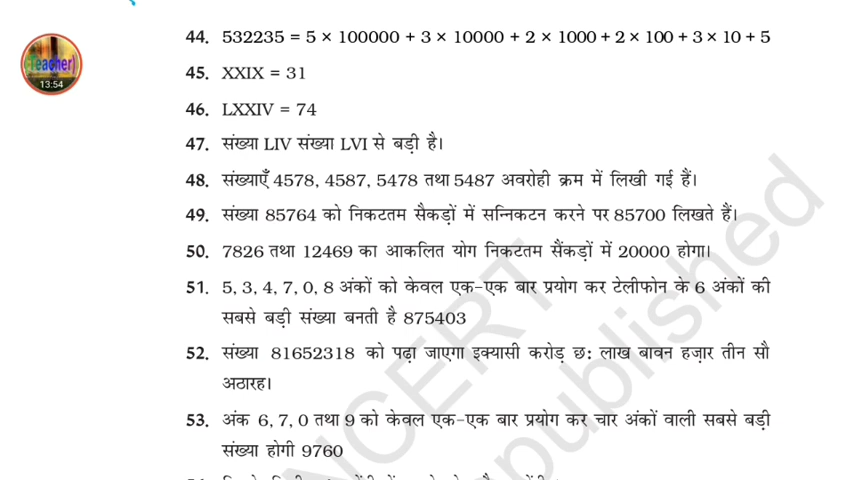 Teacher)
13:54
44. 532235 = 5 × 100000 + 3 × 10000 + 2 × 1000 + 2 × 100 + 3 × 10 + 5
45. XXIX = 31
46. LXXIV = 74
47. संख्या LIV संख्या LVI से बड़ी है।
48. संख्याएँ 4578, 4587, 5478 तथा 5487 अवरोही क्रम में लिखी गई हैं।
49. संख्या 85764 को निकटतम सैकड़ों में सन्निकटन करने पर 85700 लिखते हैं।
50. 7826 तथा 12469 का आकलित योग निकटतम सैंकड़ों में 20000 होगा।
51. 5, 3, 4, 7, 0, 8 अंकों को केवल एक-एक बार प्रयोग कर टेलीफोन के 6 अंकों की
सबसे बड़ी संख्या बनती है 875403
52. संख्या 81652318 को पढ़ा जाएगा इक्यासी करोड़ छ: लाख बावन हज़ार तीन सौ
अठारह।
53. अंक 6, 7, 0 तथा 9 को केवल एक-एक बार प्रयोग कर चार अंकों वाली सबसे बड़ी
संख्या होगी 9760
NCERT
published